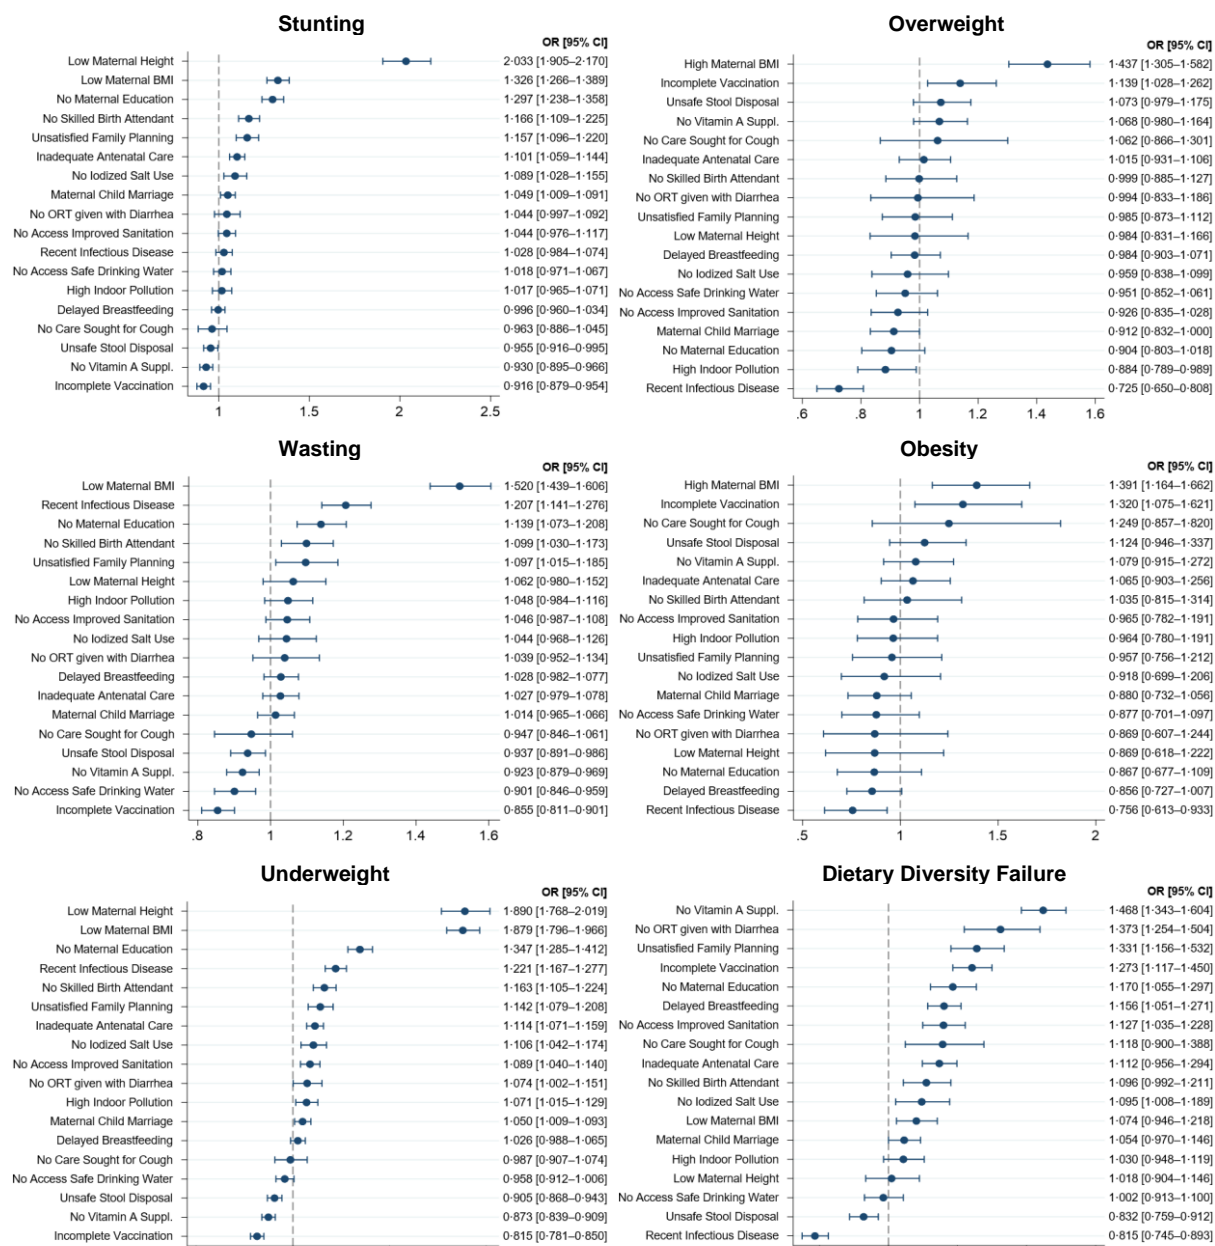 Stunting
OR [95% CI]
Low Maternal Height 2·033 [1·905–2·170]
Low Maternal BMI 1·326 [1·266–1·389]
No Maternal Education 1·297 [1·238–1·358]
No Skilled Birth Attendant 1·166 [1·109–1·225]
Unsatisfied Family Planning 1·157 [1·096–1·220]
Inadequate Antenatal Care 1·101 [1·059–1·144]
No Iodized Salt Use 1·089 [1·028–1·155]
Maternal Child Marriage 1·049 [1·009–1·091]
No ORT given with Diarrhea 1·044 [0·997–1·092]
No Access Improved Sanitation 1·044 [0·976–1·117]
Recent Infectious Disease 1·028 [0·984–1·074]
No Access Safe Drinking Water 1·018 [0·971–1·067]
High Indoor Pollution 1·017 [0·965–1·071]
Delayed Breastfeeding 0·996 [0·960–1·034]
No Care Sought for Cough 0·963 [0·886–1·045]
Unsafe Stool Disposal 0·955 [0·916–0·995]
No Vitamin A Suppl. 0·930 [0·895–0·966]
Incomplete Vaccination 0·916 [0·879–0·954]
1 1.5 2 2.5
Overweight
OR [95% CI]
High Maternal BMI 1·437 [1·305–1·582]
Incomplete Vaccination 1·139 [1·028–1·262]
Unsafe Stool Disposal 1·073 [0·979–1·175]
No Vitamin A Suppl. 1·068 [0·980–1·164]
No Care Sought for Cough 1·062 [0·866–1·301]
Inadequate Antenatal Care 1·015 [0·931–1·106]
No Skilled Birth Attendant 0·999 [0·885–1·127]
No ORT given with Diarrhea 0·994 [0·833–1·186]
Unsatisfied Family Planning 0·985 [0·873–1·112]
Low Maternal Height 0·984 [0·831–1·166]
Delayed Breastfeeding 0·984 [0·903–1·071]
No Iodized Salt Use 0·959 [0·838–1·099]
No Access Safe Drinking Water 0·951 [0·852–1·061]
No Access Improved Sanitation 0·926 [0·835–1·028]
Maternal Child Marriage 0·912 [0·832–1·000]
No Maternal Education 0·904 [0·803–1·018]
High Indoor Pollution 0·884 [0·789–0·989]
Recent Infectious Disease 0·725 [0·650–0·808]
.6 .8 1 1.2 1.4 1.6
Wasting
OR [95% CI]
Low Maternal BMI 1·520 [1·439–1·606]
Recent Infectious Disease 1·207 [1·141–1·276]
No Maternal Education 1·139 [1·073–1·208]
No Skilled Birth Attendant 1·099 [1·030–1·173]
Unsatisfied Family Planning 1·097 [1·015–1·185]
Low Maternal Height 1·062 [0·980–1·152]
High Indoor Pollution 1·048 [0·984–1·116]
No Access Improved Sanitation 1·046 [0·987–1·108]
No Iodized Salt Use 1·044 [0·968–1·126]
No ORT given with Diarrhea 1·039 [0·952–1·134]
Delayed Breastfeeding 1·028 [0·982–1·077]
Inadequate Antenatal Care 1·027 [0·979–1·078]
Maternal Child Marriage 1·014 [0·965–1·066]
No Care Sought for Cough 0·947 [0·846–1·061]
Unsafe Stool Disposal 0·937 [0·891–0·986]
No Vitamin A Suppl. 0·923 [0·879–0·969]
No Access Safe Drinking Water 0·901 [0·846–0·959]
Incomplete Vaccination 0·855 [0·811–0·901]
.8 1 1.2 1.4 1.6
Obesity
OR [95% CI]
High Maternal BMI 1·391 [1·164–1·662]
Incomplete Vaccination 1·320 [1·075–1·621]
No Care Sought for Cough 1·249 [0·857–1·820]
Unsafe Stool Disposal 1·124 [0·946–1·337]
No Vitamin A Suppl. 1·079 [0·915–1·272]
Inadequate Antenatal Care 1·065 [0·903–1·256]
No Skilled Birth Attendant 1·035 [0·815–1·314]
No Access Improved Sanitation 0·965 [0·782–1·191]
High Indoor Pollution 0·964 [0·780–1·191]
Unsatisfied Family Planning 0·957 [0·756–1·212]
No Iodized Salt Use 0·918 [0·699–1·206]
Maternal Child Marriage 0·880 [0·732–1·056]
No Access Safe Drinking Water 0·877 [0·701–1·097]
No ORT given with Diarrhea 0·869 [0·607–1·244]
Low Maternal Height 0·869 [0·618–1·222]
No Maternal Education 0·867 [0·677–1·109]
Delayed Breastfeeding 0·856 [0·727–1·007]
Recent Infectious Disease 0·756 [0·613–0·933]
.5 1 1.5 2
Underweight
OR [95% CI]
Low Maternal Height 1·890 [1·768–2·019]
Low Maternal BMI 1·879 [1·796–1·966]
No Maternal Education 1·347 [1·285–1·412]
Recent Infectious Disease 1·221 [1·167–1·277]
No Skilled Birth Attendant 1·163 [1·105–1·224]
Unsatisfied Family Planning 1·142 [1·079–1·208]
Inadequate Antenatal Care 1·114 [1·071–1·159]
No Iodized Salt Use 1·106 [1·042–1·174]
No Access Improved Sanitation 1·089 [1·040–1·140]
No ORT given with Diarrhea 1·074 [1·002–1·151]
High Indoor Pollution 1·071 [1·015–1·129]
Maternal Child Marriage 1·050 [1·009–1·093]
Delayed Breastfeeding 1·026 [0·988–1·065]
No Care Sought for Cough 0·987 [0·907–1·074]
No Access Safe Drinking Water 0·958 [0·912–1·006]
Unsafe Stool Disposal 0·905 [0·868–0·943]
No Vitamin A Suppl. 0·873 [0·839–0·909]
Incomplete Vaccination 0·815 [0·781–0·850]
Dietary Diversity Failure
OR [95% CI]
No Vitamin A Suppl. 1·468 [1·343–1·604]
No ORT given with Diarrhea 1·373 [1·254–1·504]
Unsatisfied Family Planning 1·331 [1·156–1·532]
Incomplete Vaccination 1·273 [1·117–1·450]
No Maternal Education 1·170 [1·055–1·297]
Delayed Breastfeeding 1·156 [1·051–1·271]
No Access Improved Sanitation 1·127 [1·035–1·228]
No Care Sought for Cough 1·118 [0·900–1·388]
Inadequate Antenatal Care 1·112 [0·956–1·294]
No Skilled Birth Attendant 1·096 [0·992–1·211]
No Iodized Salt Use 1·095 [1·008–1·189]
Low Maternal BMI 1·074 [0·946–1·218]
Maternal Child Marriage 1·054 [0·970–1·146]
High Indoor Pollution 1·030 [0·948–1·119]
Low Maternal Height 1·018 [0·904–1·146]
No Access Safe Drinking Water 1·002 [0·913–1·100]
Unsafe Stool Disposal 0·832 [0·759–0·912]
Recent Infectious Disease 0·815 [0·745–0·893]